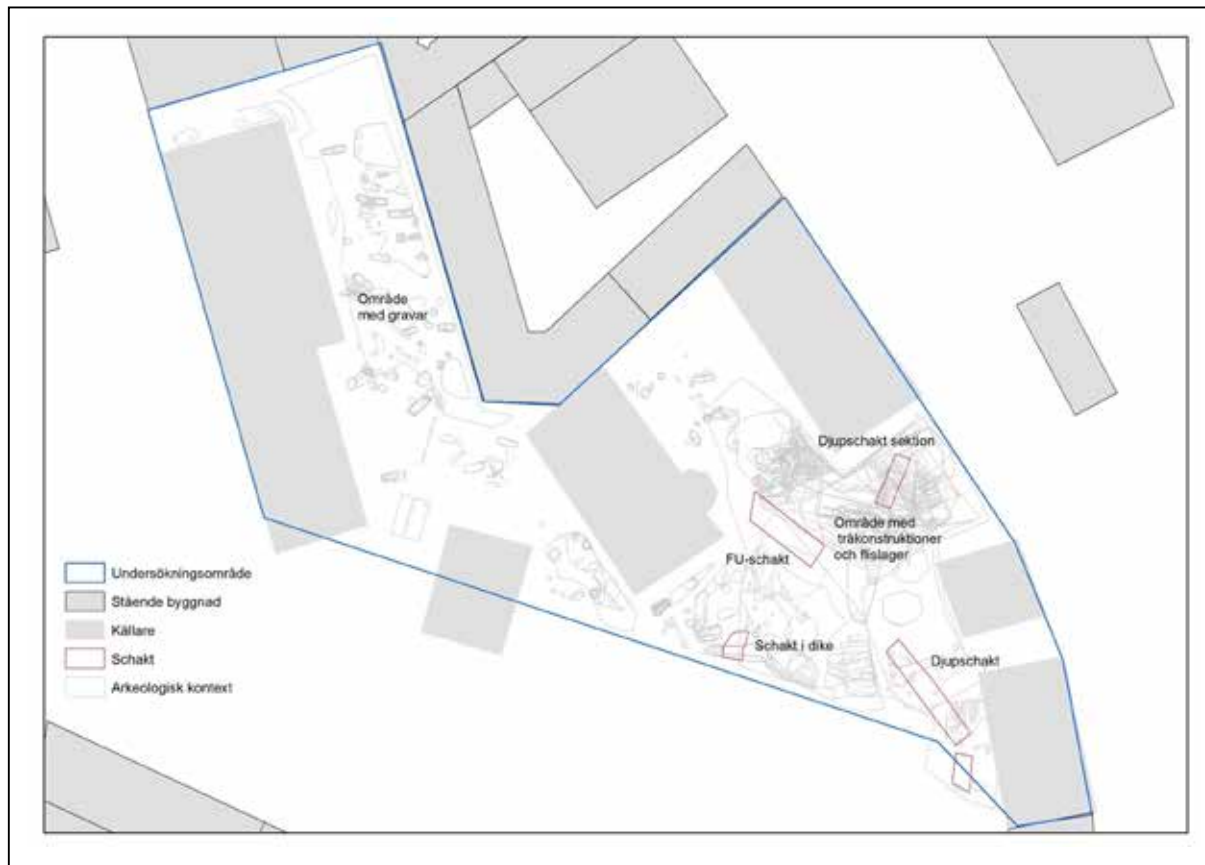 Område
med gravar
Djupschakt sektion
Område med
träkonstruktioner
och flislager
FU-schakt
Schakt i dike
Djupschakt
Undersökningsområde
Stående byggnad
Källare
Schakt
Arkeologisk kontext